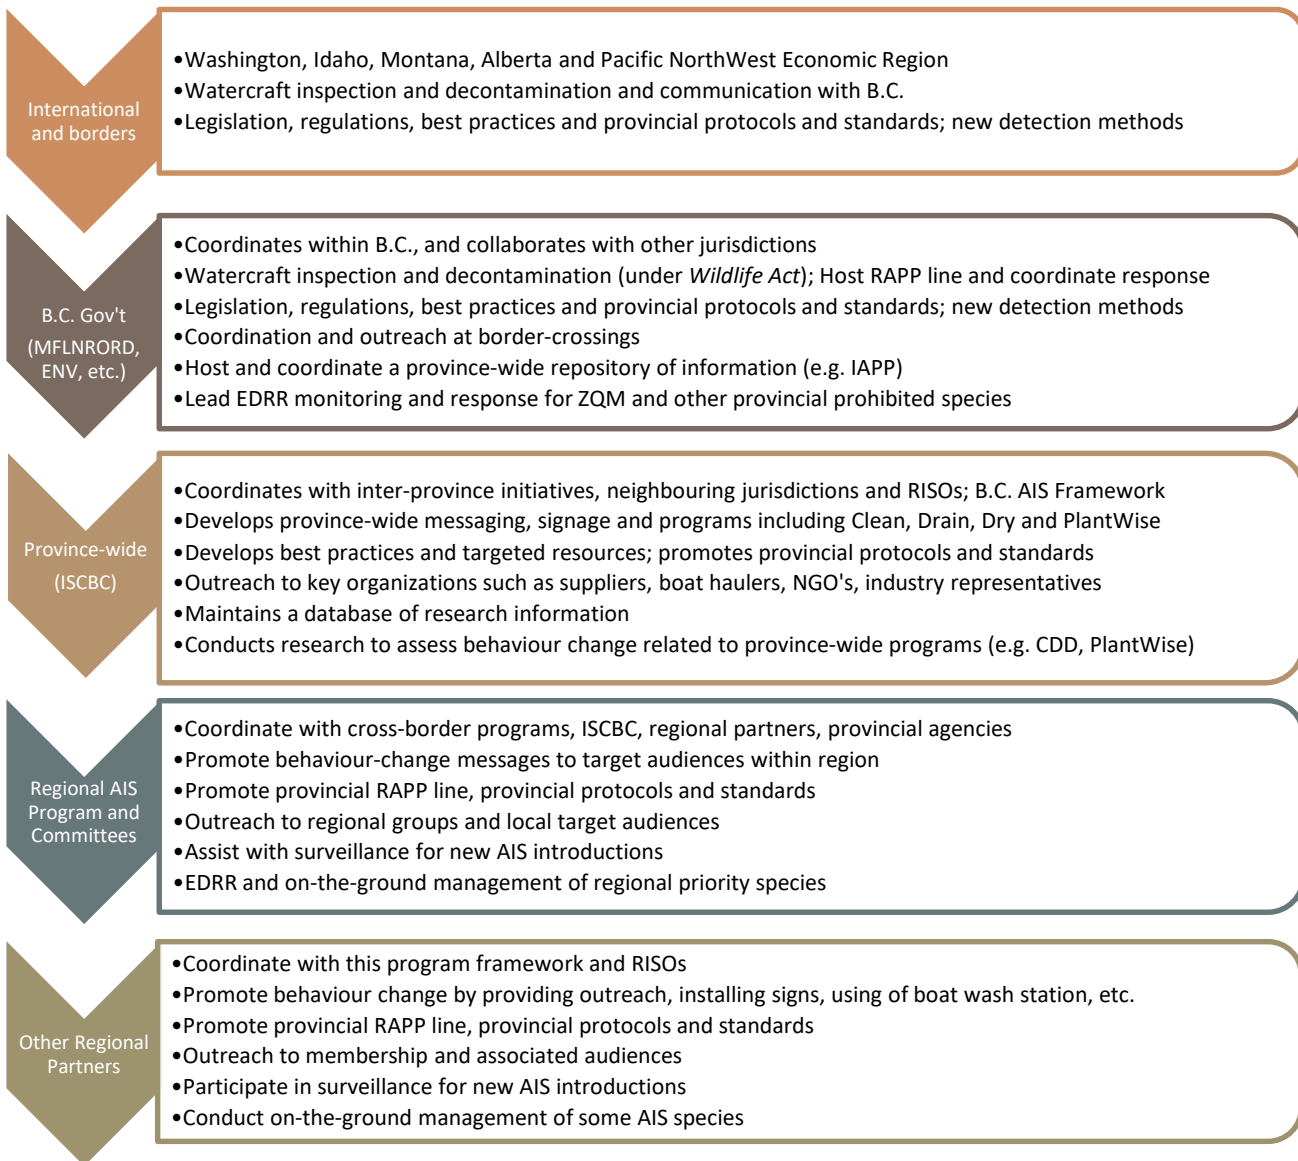 International
and borders
•Washington, Idaho, Montana, Alberta and Pacific NorthWest Economic Region
•Watercraft inspection and decontamination and communication with B.C.
•Legislation, regulations, best practices and provincial protocols and standards; new detection methods
B.C. Gov't
(MFLNRORD,
ENV, etc.)
•Coordinates within B.C., and collaborates with other jurisdictions
•Watercraft inspection and decontamination (under Wildlife Act); Host RAPP line and coordinate response
•Legislation, regulations, best practices and provincial protocols and standards; new detection methods
•Coordination and outreach at border-crossings
•Host and coordinate a province-wide repository of information (e.g. IAPP)
•Lead EDRR monitoring and response for ZQM and other provincial prohibited species
Province-wide
(ISCBC)
•Coordinates with inter-province initiatives, neighbouring jurisdictions and RISOs; B.C. AIS Framework
•Develops province-wide messaging, signage and programs including Clean, Drain, Dry and PlantWise
•Develops best practices and targeted resources; promotes provincial protocols and standards
•Outreach to key organizations such as suppliers, boat haulers, NGO's, industry representatives
•Maintains a database of research information
•Conducts research to assess behaviour change related to province-wide programs (e.g. CDD, PlantWise)
Regional AIS
Program and
Committees
•Coordinate with cross-border programs, ISCBC, regional partners, provincial agencies
•Promote behaviour-change messages to target audiences within region
•Promote provincial RAPP line, provincial protocols and standards
•Outreach to regional groups and local target audiences
•Assist with surveillance for new AIS introductions
•EDRR and on-the-ground management of regional priority species
Other Regional
Partners
•Coordinate with this program framework and RISOs
•Promote behaviour change by providing outreach, installing signs, using of boat wash station, etc.
•Promote provincial RAPP line, provincial protocols and standards
•Outreach to membership and associated audiences
•Participate in surveillance for new AIS introductions
•Conduct on-the-ground management of some AIS species